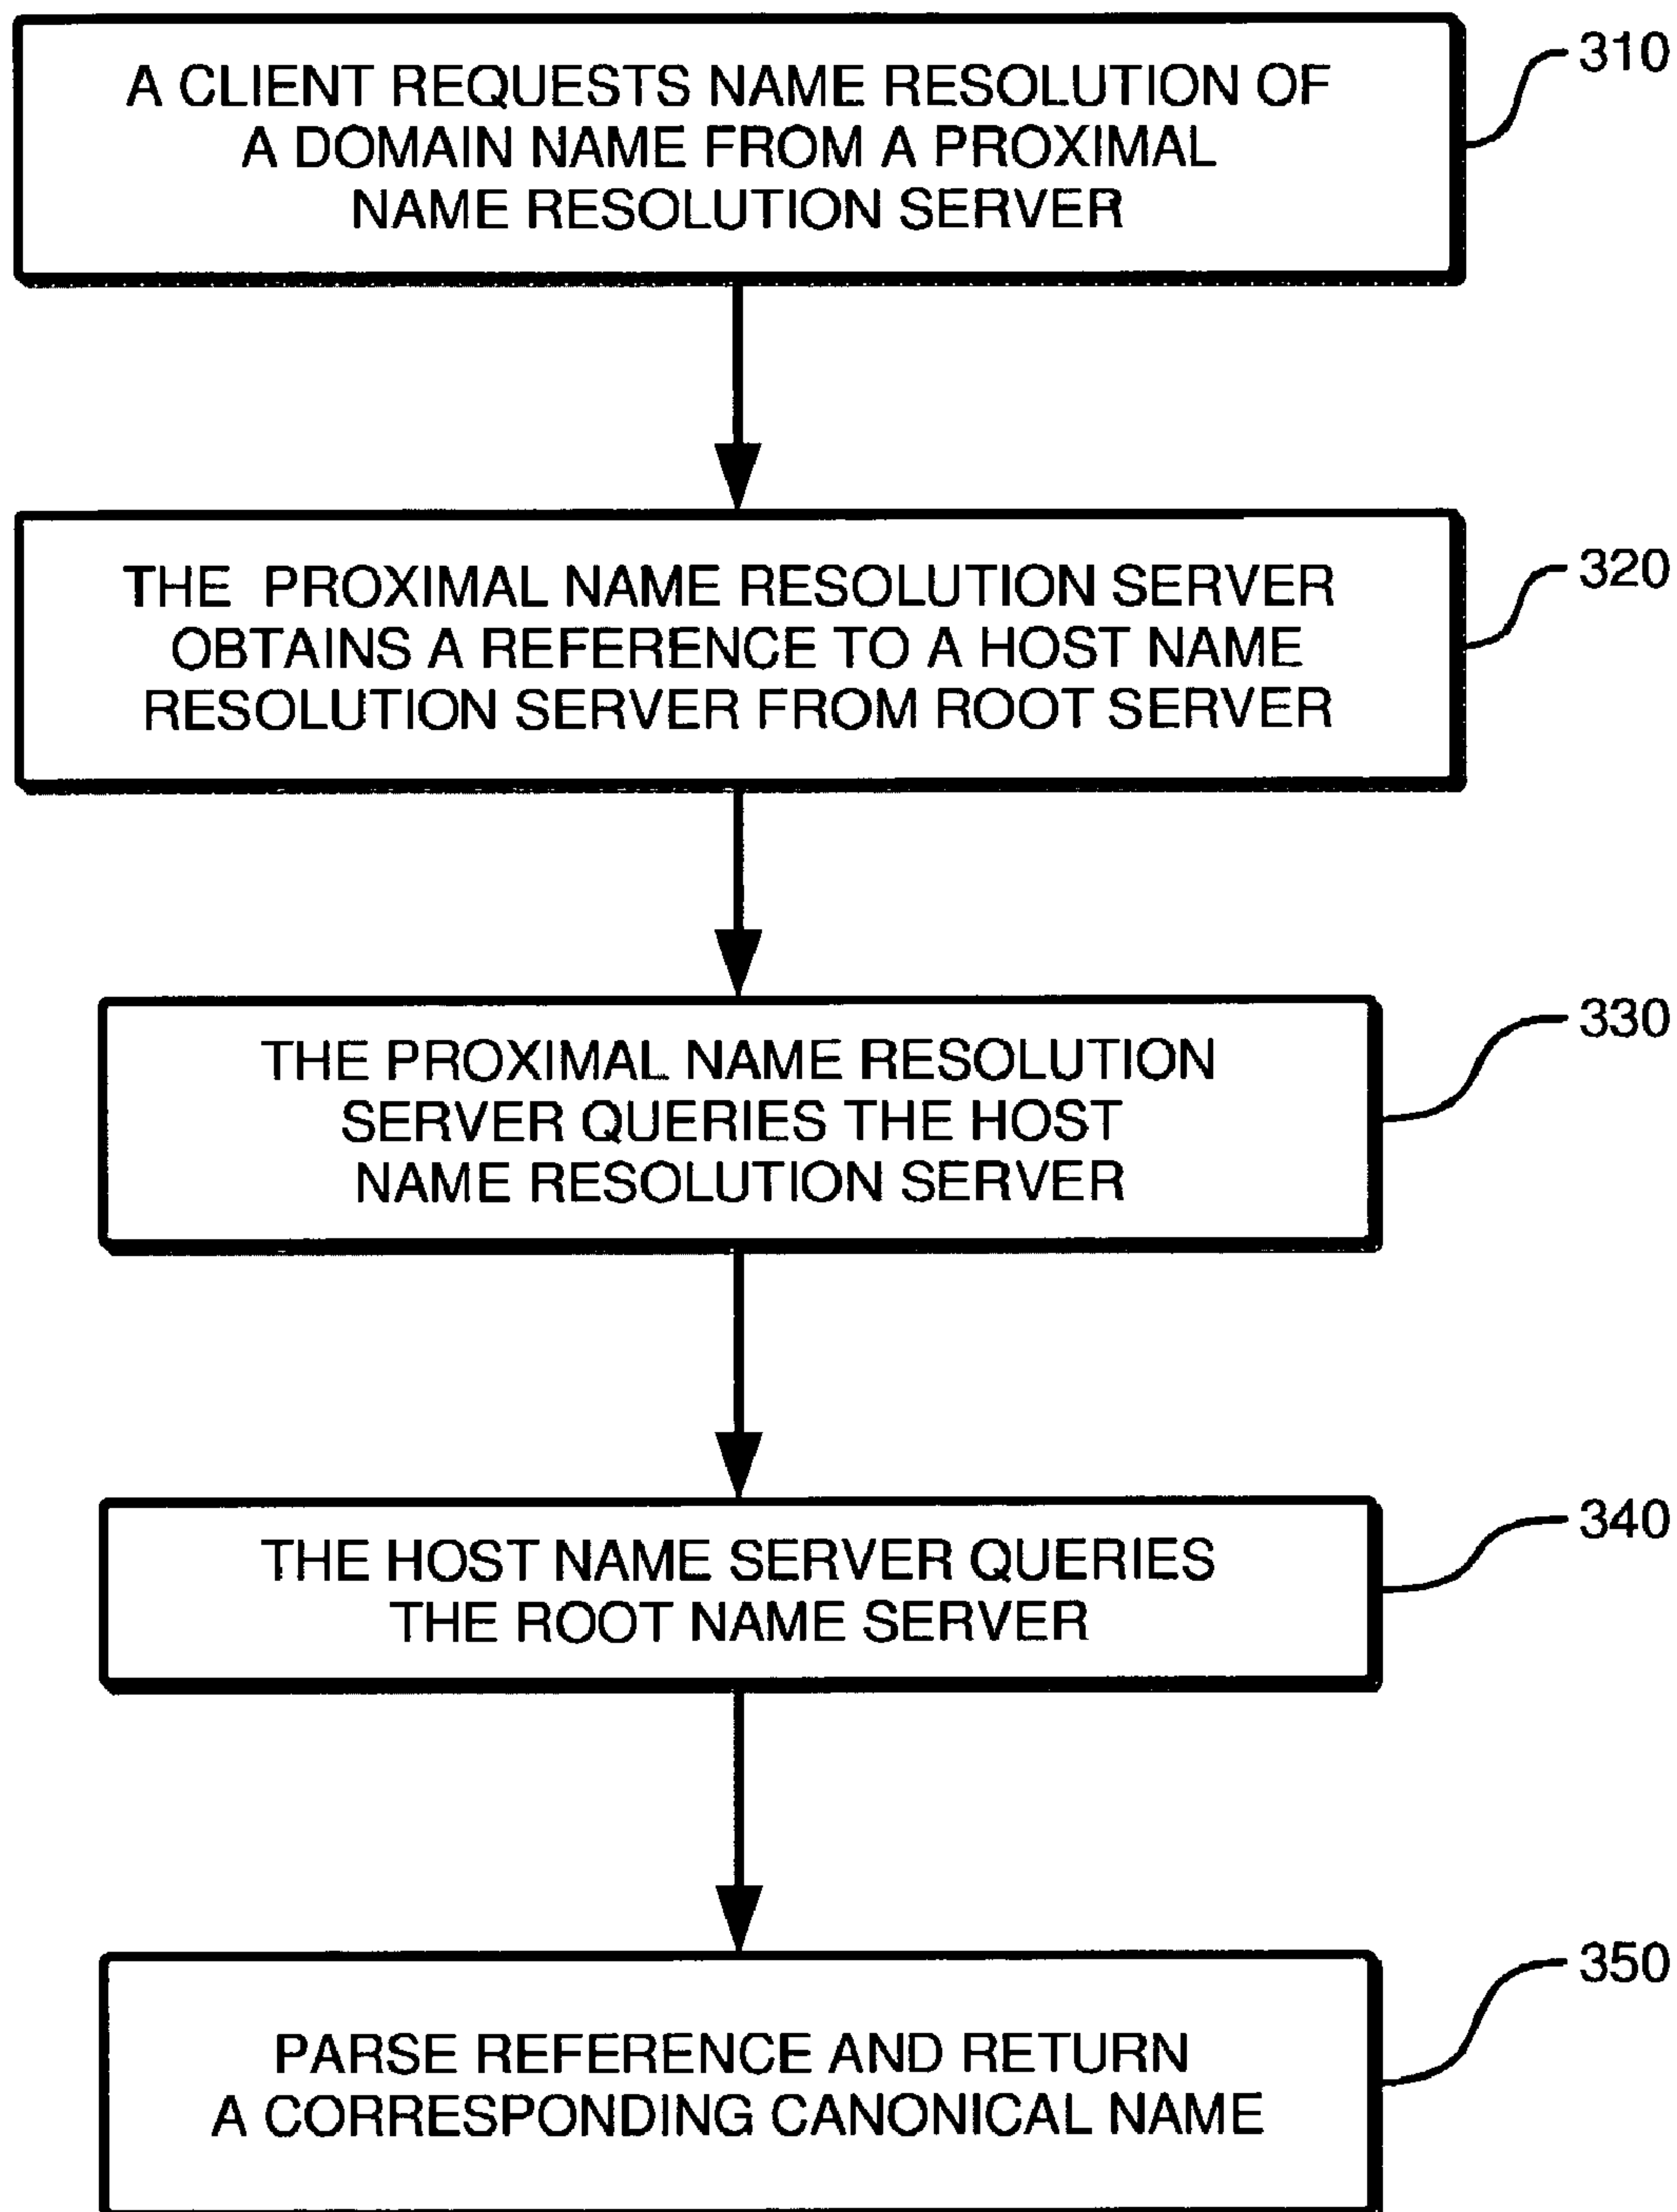 A CLIENT REQUESTS NAME RESOLUTION OF
A DOMAIN NAME FROM A PROXIMAL
NAME RESOLUTION SERVER
310
THE PROXIMAL NAME RESOLUTION SERVER
OBTAINS A REFERENCE TO A HOST NAME
RESOLUTION SERVER FROM ROOT SERVER
320
THE PROXIMAL NAME RESOLUTION
SERVER QUERIES THE HOST
NAME RESOLUTION SERVER
330
THE HOST NAME SERVER QUERIES
THE ROOT NAME SERVER
340
PARSE REFERENCE AND RETURN
A CORRESPONDING CANONICAL NAME
350